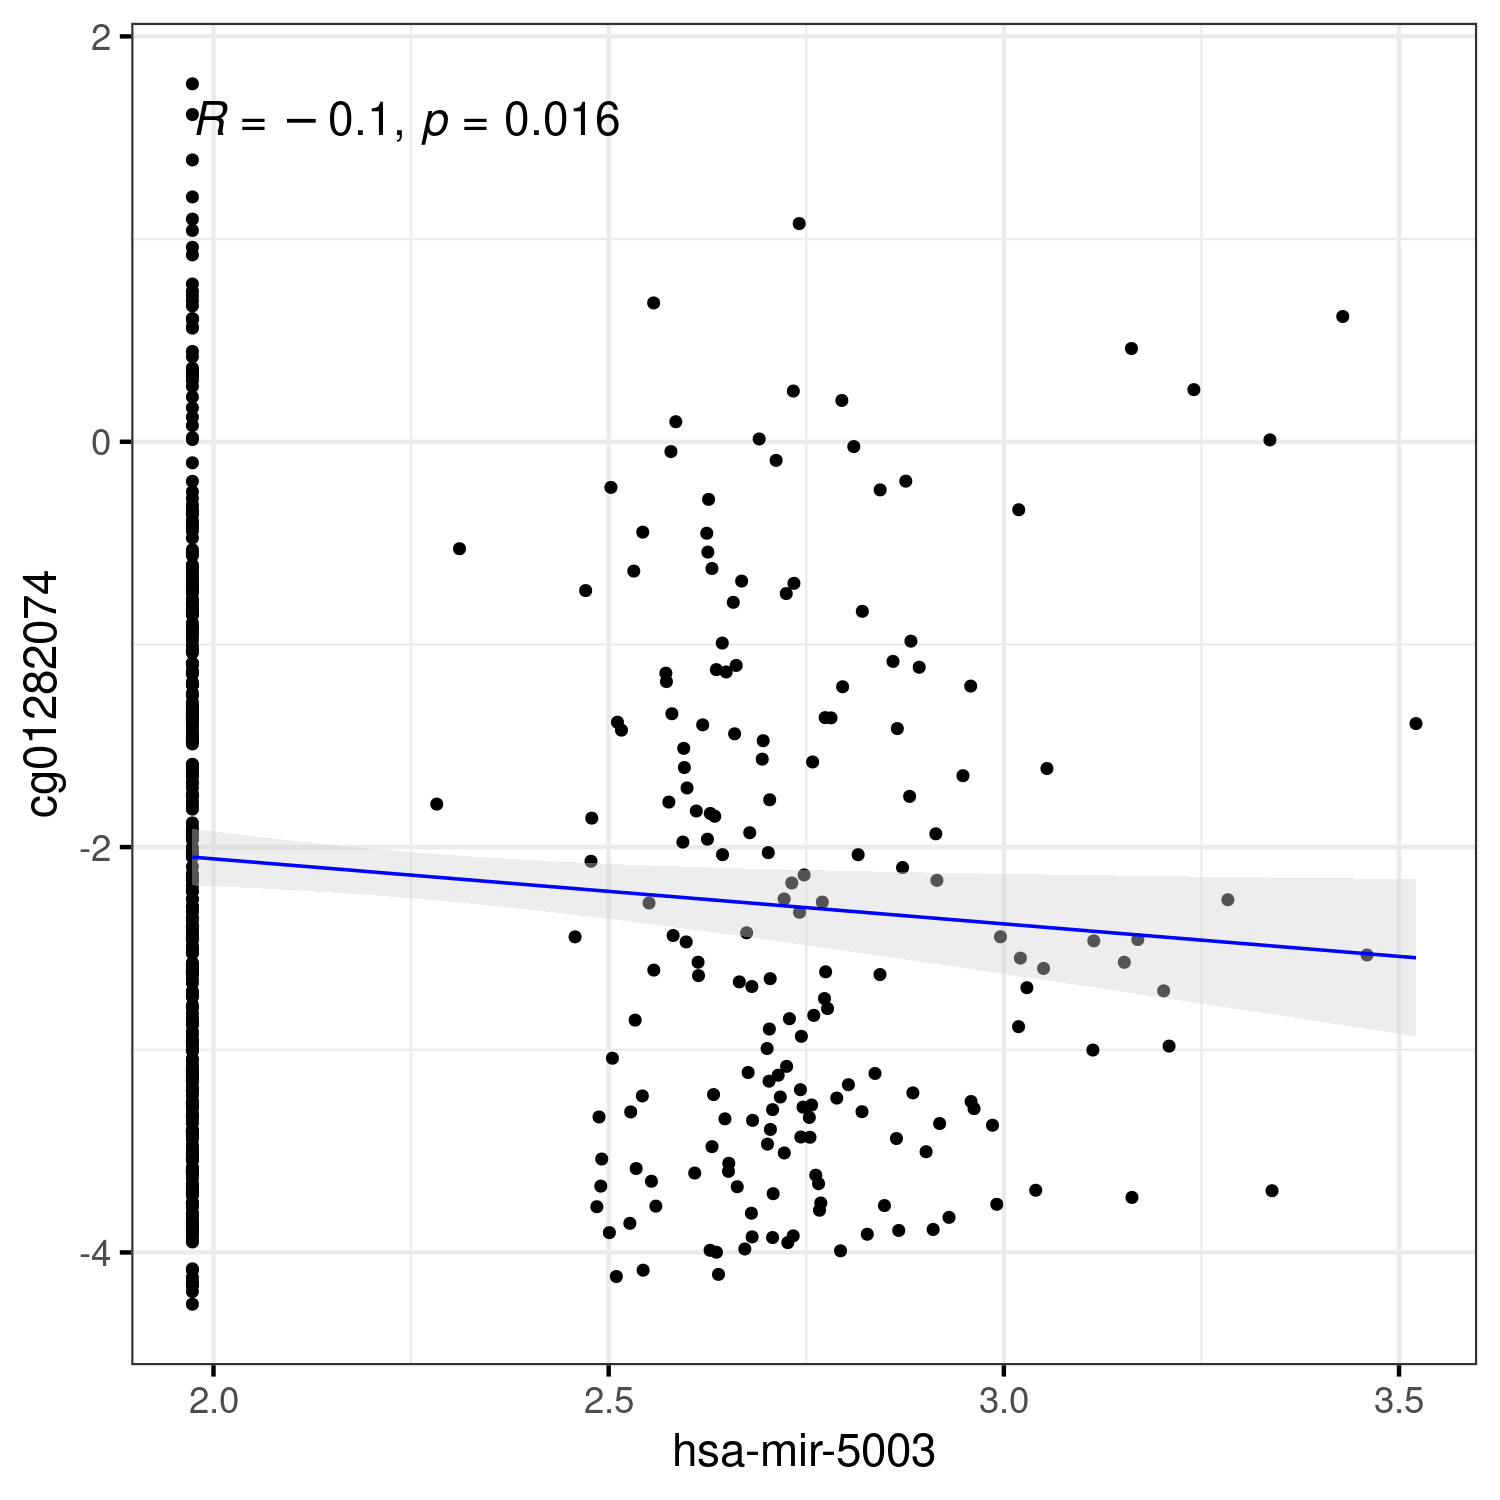 2
R = − 0.1, p = 0.016
0
cg01282074
-2
-4
2.0 2.5 3.0 3.5
hsa-mir-5003